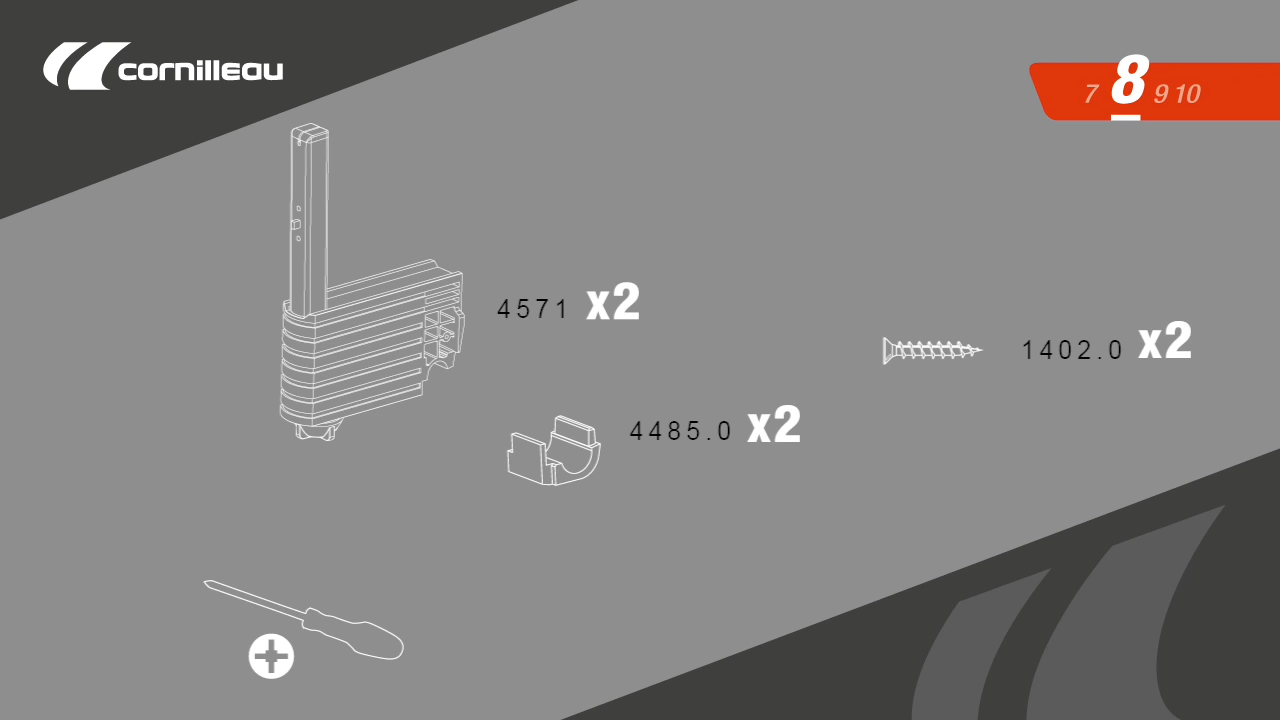 cornilleau
7 8 9 10
4571 x2
1402.0 x2
4485.0 x2